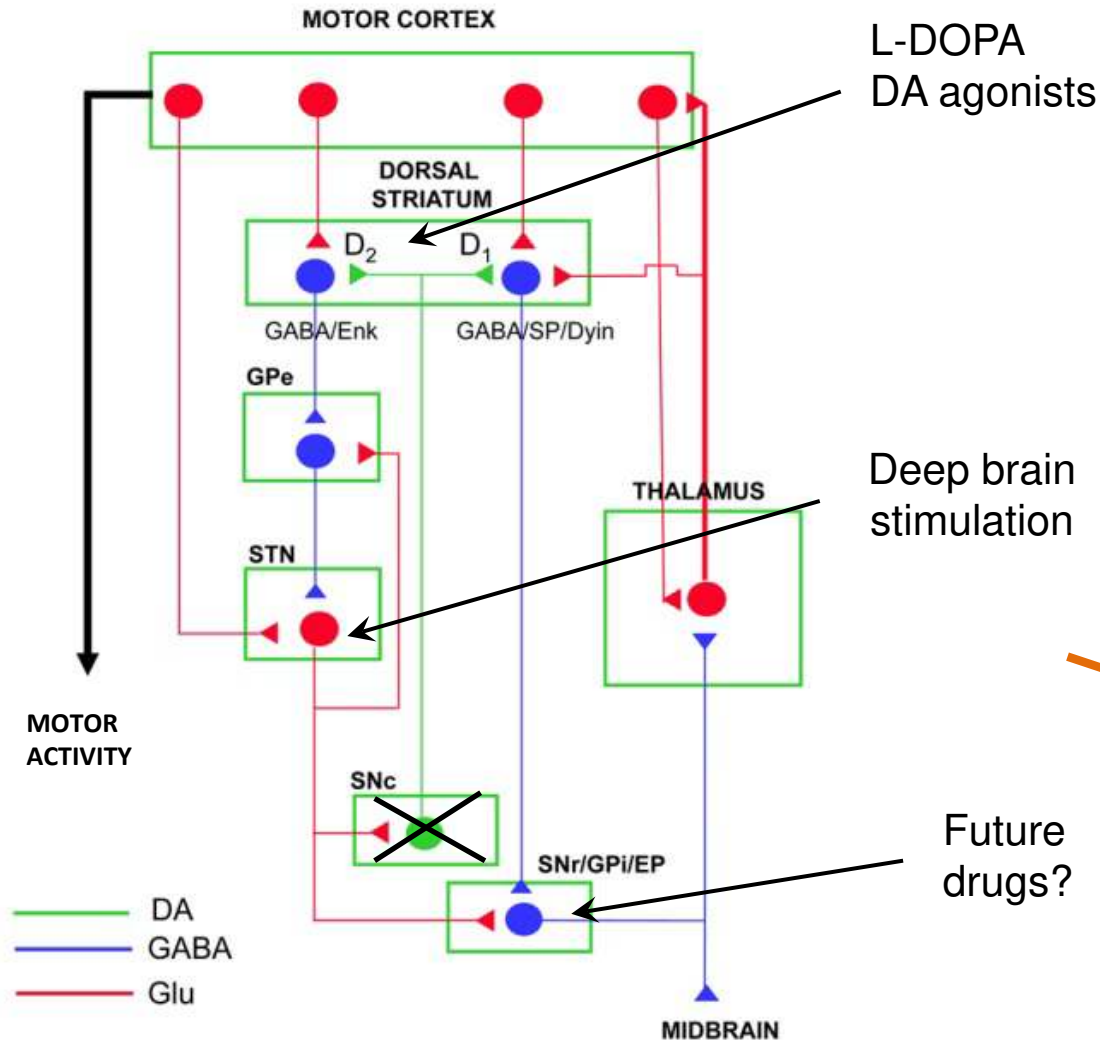 MOTOR CORTEX
L-DOPA
DA agonists
DORSAL
STRIATUM
D₂
D₁
GABA/Enk
GABA/SP/Dyin
GPe
Deep brain
stimulation
THALAMUS
STN
MOTOR
ACTIVITY
SNc
SNr/GPi/EP
Future
drugs?
DA
GABA
Glu
MIDBRAIN